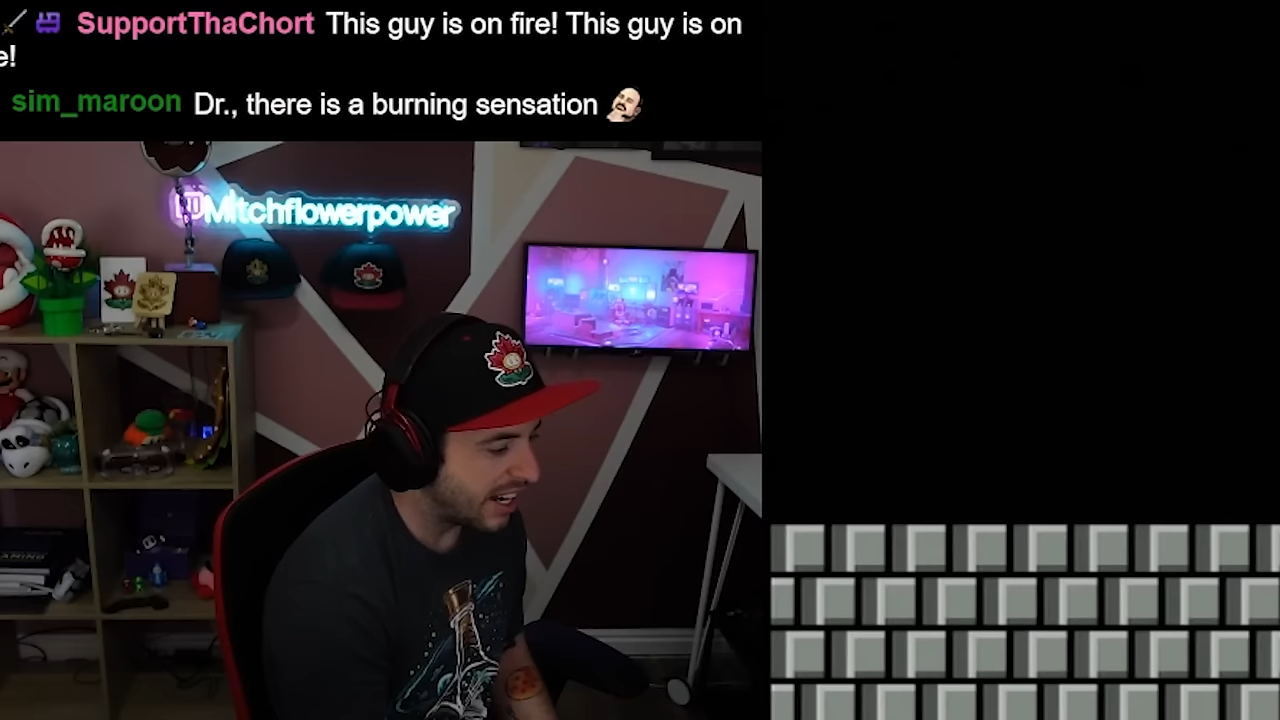 SupportThaChort This guy is on fire! This guy is on
e!
sim_maroon Dr., there is a burning sensation
Mitchflowerpower